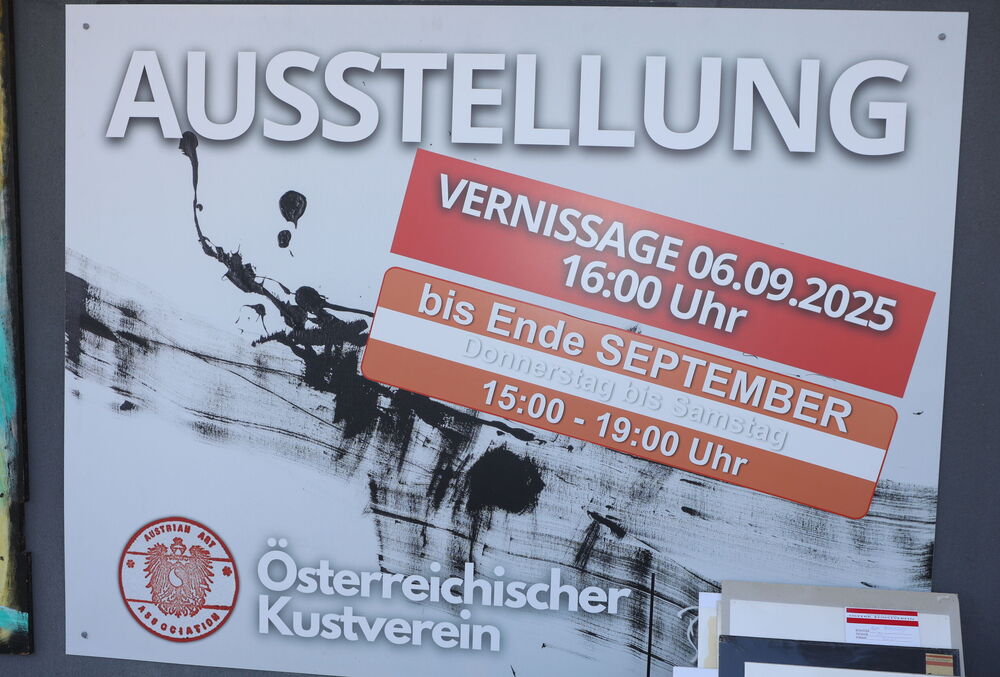 AUSSTELLUNG
VERNISSAGE 06.09.2025
16:00 Uhr
bis Ende SEPTEMBER
Donnerstag bis Samstag
15:00 - 19:00 Uhr
AUSTRIAN ART
ASSOCIATION
Österreichischer
Kustverein